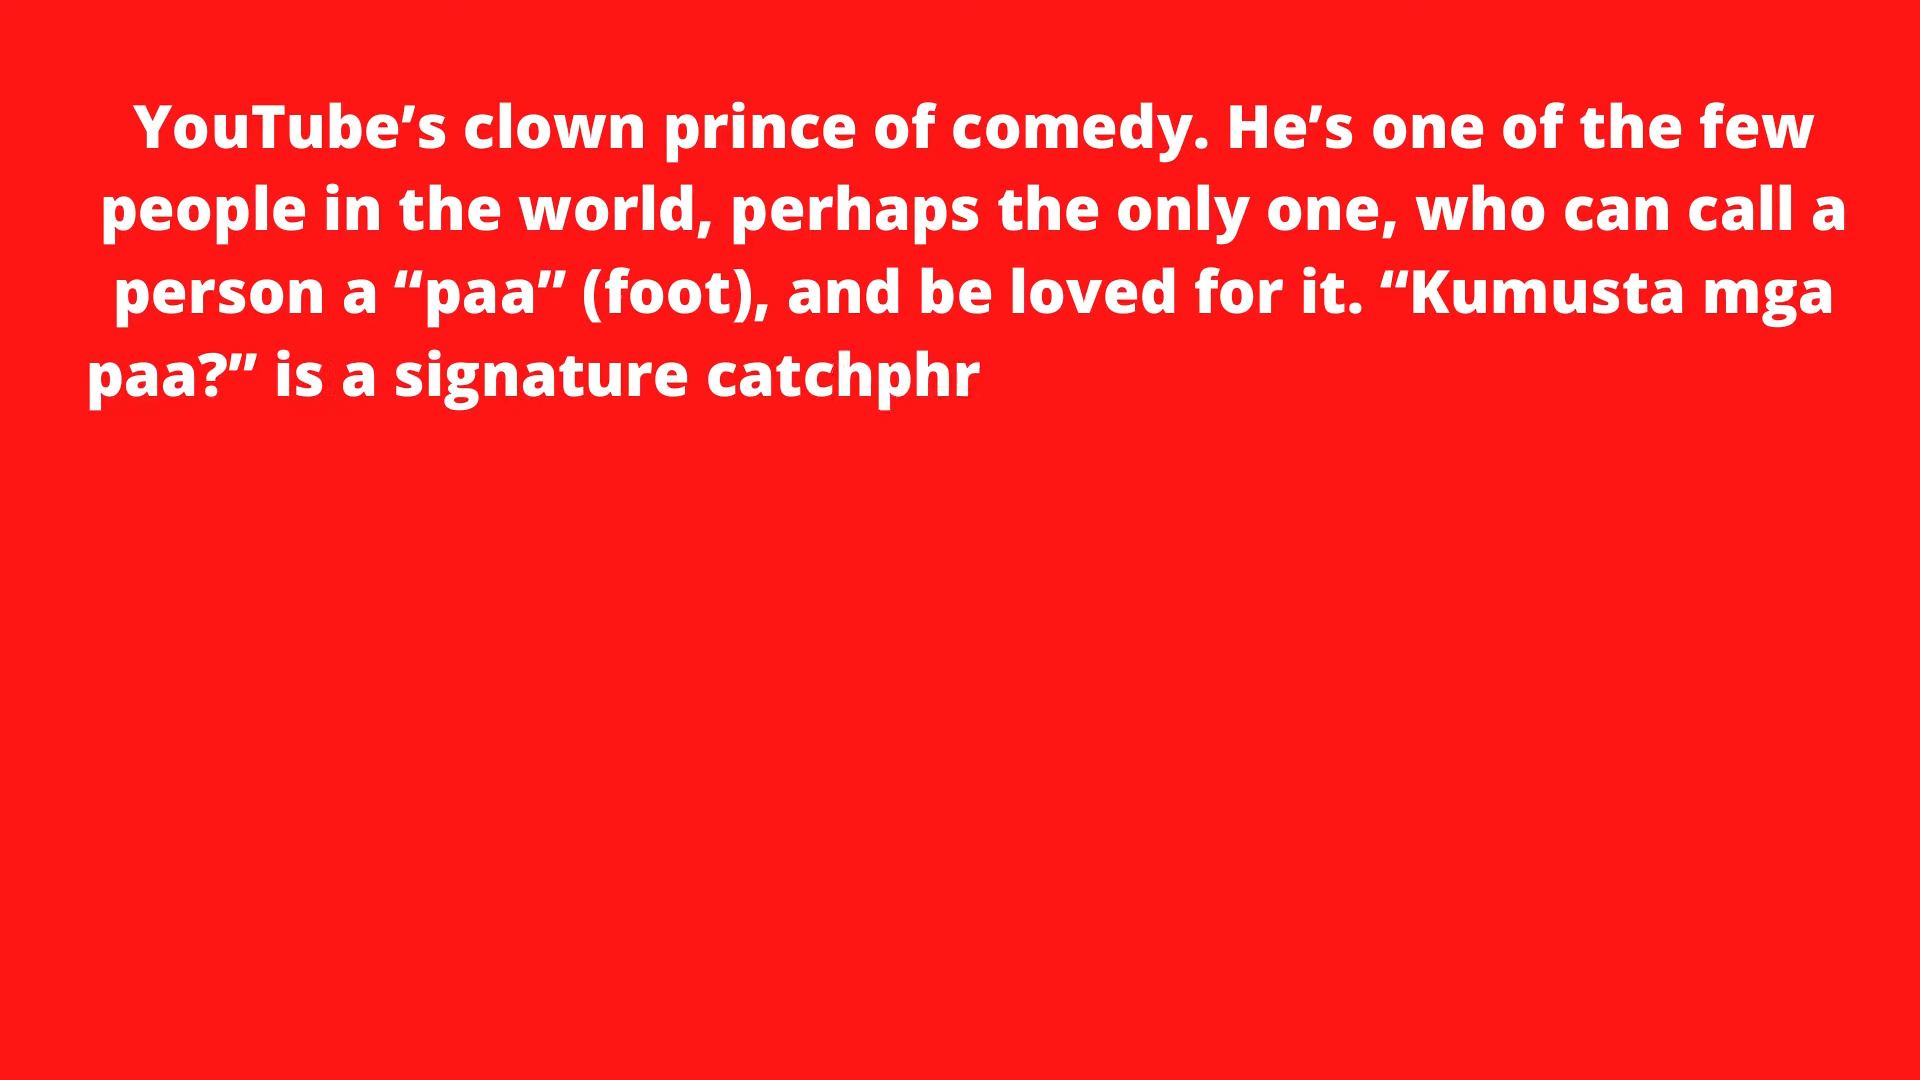 YouTube’s clown prince of comedy. He’s one of the few
people in the world, perhaps the only one, who can call a
person a “paa” (foot), and be loved for it. “Kumusta mga
paa?” is a signature catchphr